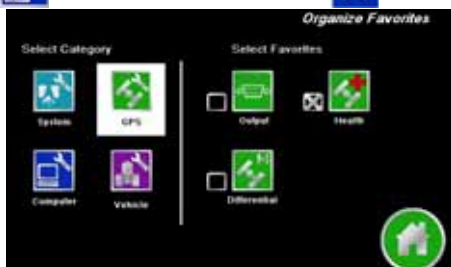 Organize Favorites
Select Category
Select Favorites
System
GPS
Output
Health
Computer
Vehicle
Differential